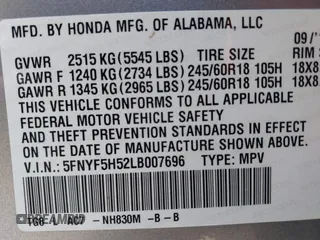 MFD. BY HONDA MFG. OF ALABAMA, LLC
09/
GVWR 2515 KG (5545 LBS) TIRE SIZE RIM S
GAWR F 1240 KG (2734 LBS) 245/60R18 105H 18X8
GAWR R 1345 KG (2965 LBS) 245/60R18 105H 18X8
THIS VEHICLE CONFORMS TO ALL APPLICABLE
FEDERAL MOTOR VEHICLE SAFETY
AND THEFT PREVENTION STANDARDS IN EFFECT
ON THE DATE OF MANUFACTURE SHOWN ABOVE.
V.I.N.: 5FNYF5H52LB007696 TYPE: MPV
TG8 AC7 -NH830M -B -B